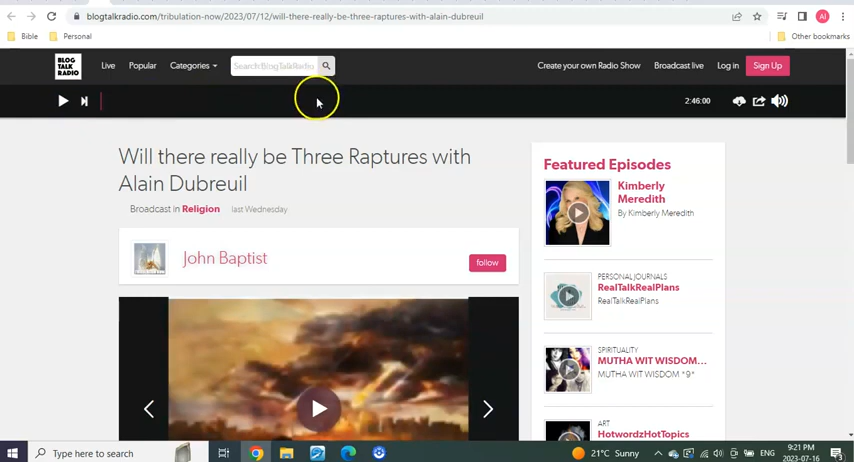 blogtalkradio.com/tribulation-now/2023/07/12/will-there-really-be-three-raptures-with-alain-dubreuil
Bible
Personal
Other bookmarks
AI
BLOG
TALK
RADIO
Live
Popular
Categories
Search BlogTalkRadio
Create your own Radio Show
Broadcast live
Log in
Sign Up
2:46:00
Will there really be Three Raptures with
Alain Dubreuil
Broadcast in Religion
last Wednesday
John Baptist
follow
Featured Episodes
Kimberly
Meredith
By Kimberly Meredith
PERSONAL JOURNALS
RealTalkRealPlans
RealTalkRealPlans
SPIRITUALITY
MUTHA WIT WISDOM...
MUTHA WIT WISDOM *9*
ART
HotwordzHotTopics
Type here to search
21°C Sunny
ENG
9:21 PM
2023-07-16
3